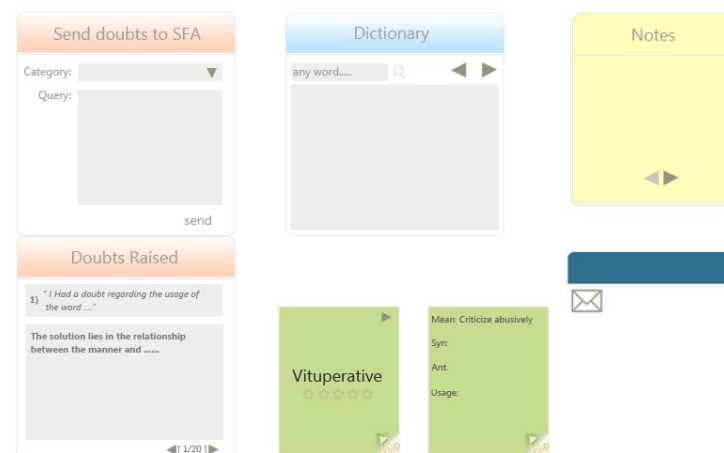 Send doubts to SFA
Category:
Query:
send
Dictionary
any word.....
Notes
Doubts Raised
1) " I Had a doubt regarding the usage of
the word ...."
The solution lies in the relationship
between the manner and ......
[ 1/20 ]
Vituperative
Flip
Mean: Criticize abusively
Syn:
Ant:
Usage:
Flip